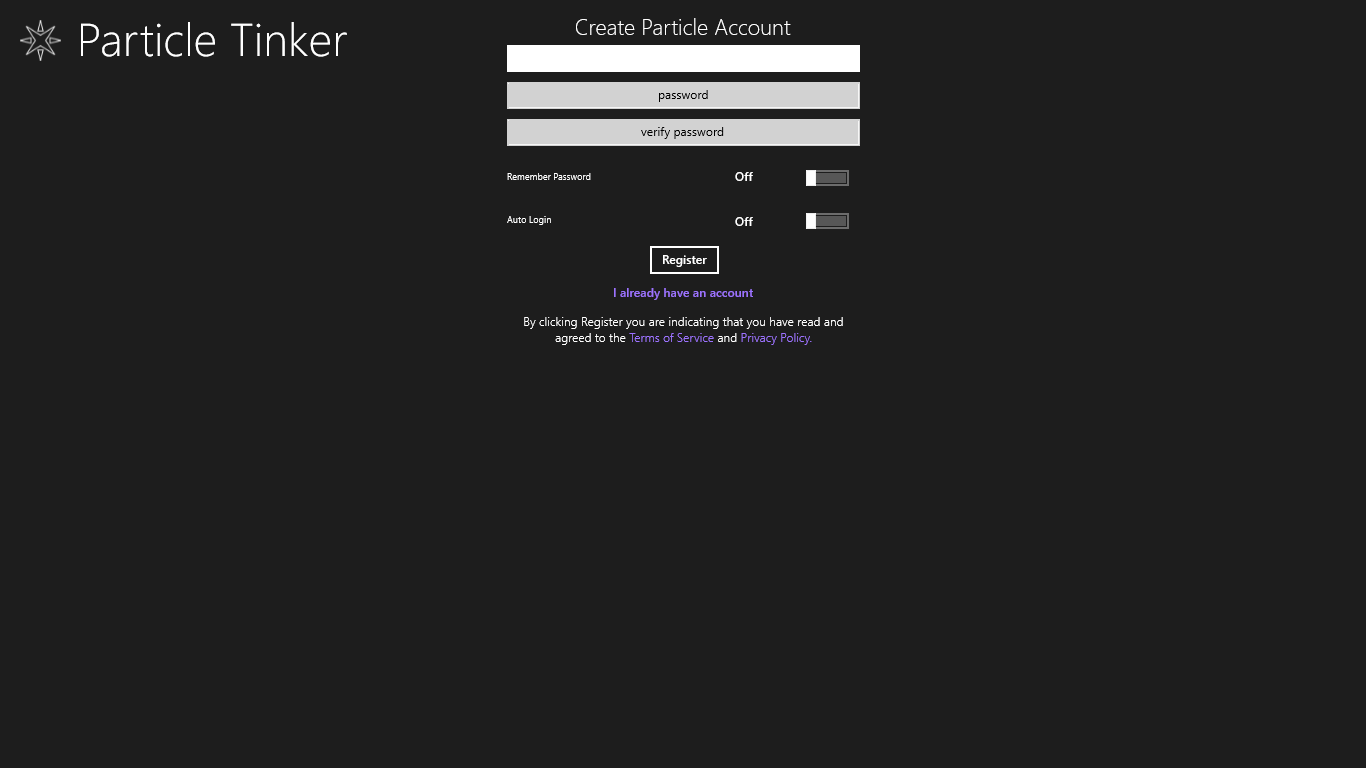 Particle Tinker
Create Particle Account
password
verify password
Remember Password Off
Auto Login Off
Register
I already have an account
By clicking Register you are indicating that you have read and
agreed to the Terms of Service and Privacy Policy.